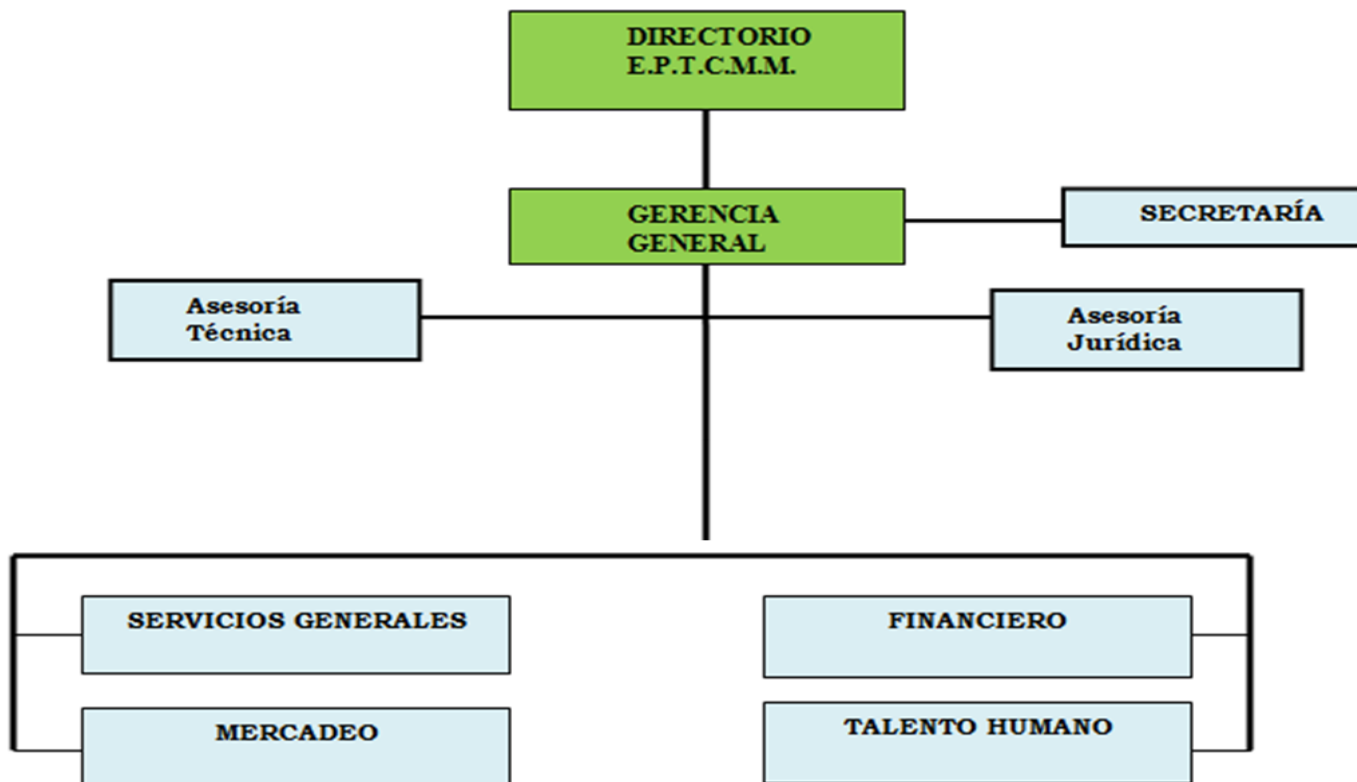 DIRECTORIO
E.P.T.C.M.M.
GERENCIA
GENERAL
SECRETARÍA
Asesoría
Técnica
Asesoría
Jurídica
SERVICIOS GENERALES
FINANCIERO
MERCADEO
TALENTO HUMANO